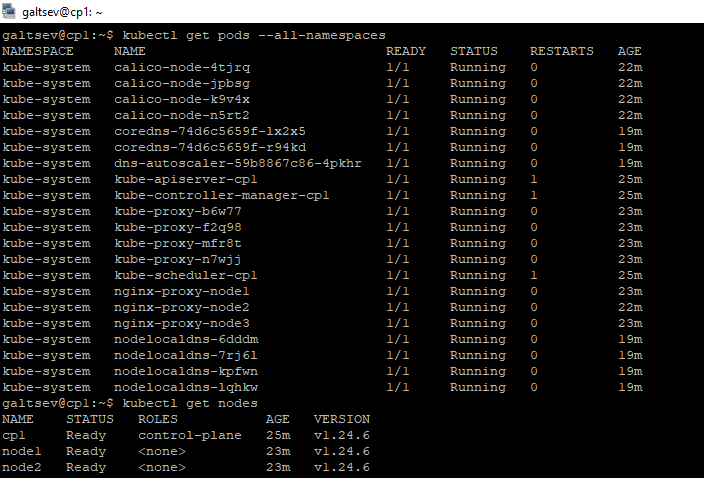 galtsev@cp1: ~
galtsev@cp1:~$ kubectl get pods --all-namespaces
NAMESPACE     NAME                              READY   STATUS    RESTARTS   AGE
kube-system   calico-node-4tjrq                 1/1     Running   0          22m
kube-system   calico-node-jpbsg                 1/1     Running   0          22m
kube-system   calico-node-k9v4x                 1/1     Running   0          22m
kube-system   calico-node-n5rt2                 1/1     Running   0          22m
kube-system   coredns-74d6c5659f-lx2x5          1/1     Running   0          19m
kube-system   coredns-74d6c5659f-r94kd          1/1     Running   0          19m
kube-system   dns-autoscaler-59b8867c86-4pkhr   1/1     Running   0          19m
kube-system   kube-apiserver-cp1                1/1     Running   1          25m
kube-system   kube-controller-manager-cp1       1/1     Running   1          25m
kube-system   kube-proxy-b6w77                  1/1     Running   0          23m
kube-system   kube-proxy-f2q98                  1/1     Running   0          23m
kube-system   kube-proxy-mfr8t                  1/1     Running   0          23m
kube-system   kube-proxy-n7wjj                  1/1     Running   0          23m
kube-system   kube-scheduler-cp1                1/1     Running   1          25m
kube-system   nginx-proxy-node1                 1/1     Running   0          23m
kube-system   nginx-proxy-node2                 1/1     Running   0          22m
kube-system   nginx-proxy-node3                 1/1     Running   0          23m
kube-system   nodelocaldns-6dddm                1/1     Running   0          19m
kube-system   nodelocaldns-7rj6l                1/1     Running   0          19m
kube-system   nodelocaldns-kpfwn                1/1     Running   0          19m
kube-system   nodelocaldns-lqhkw                1/1     Running   0          19m
galtsev@cp1:~$ kubectl get nodes
NAME    STATUS   ROLES           AGE   VERSION
cp1     Ready    control-plane   25m   v1.24.6
node1   Ready    <none>          23m   v1.24.6
node2   Ready    <none>          23m   v1.24.6